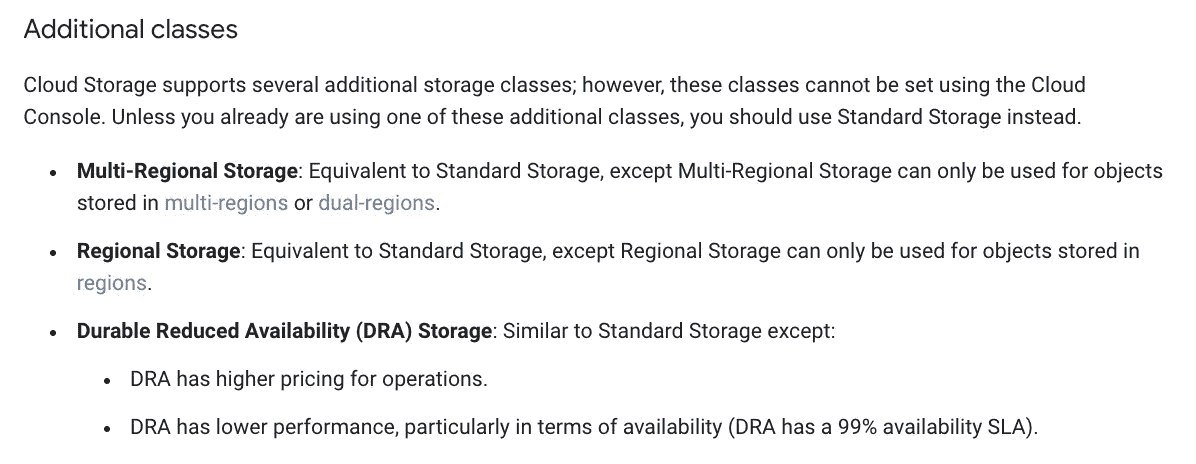 Additional classes
Cloud Storage supports several additional storage classes; however, these classes cannot be set using the Cloud
Console. Unless you already are using one of these additional classes, you should use Standard Storage instead.
• Multi-Regional Storage: Equivalent to Standard Storage, except Multi-Regional Storage can only be used for objects
stored in multi-regions or dual-regions.
• Regional Storage: Equivalent to Standard Storage, except Regional Storage can only be used for objects stored in
regions.
• Durable Reduced Availability (DRA) Storage: Similar to Standard Storage except:
• DRA has higher pricing for operations.
• DRA has lower performance, particularly in terms of availability (DRA has a 99% availability SLA).